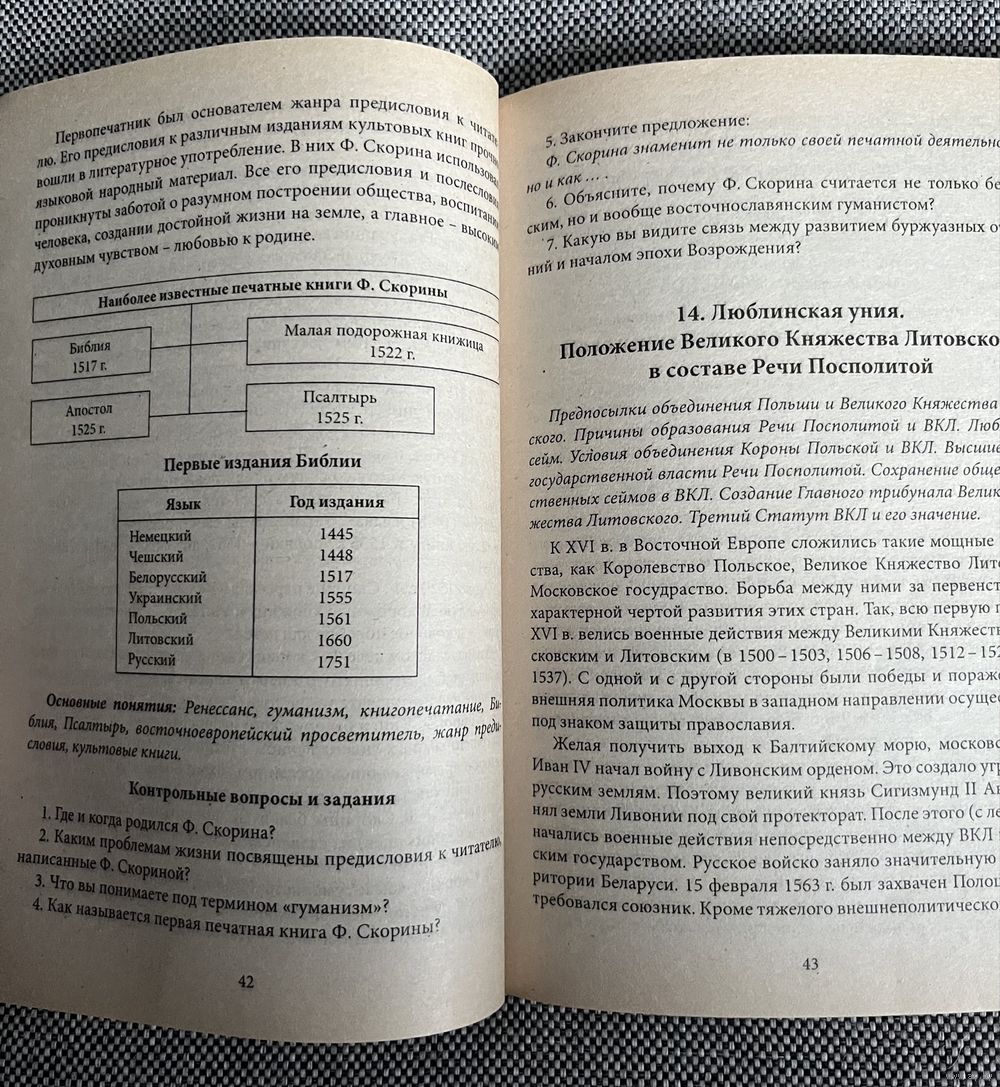 Первопечатник был основателем жанра предисловия к читате-
лю. Его предисловия к различным изданиям культовых книг прочно
вошли в литературное употребление. В них Ф. Скорина использовал
языковой народный материал. Все его предисловия и послесловия
проникнуты заботой о разумном построении общества, воспитании
человека, создании достойной жизни на земле, а главное – высоким
духовным чувством – любовью к родине.
Наиболее известные печатные книги Ф. Скорины
Библия
1517 г.
Малая подорожная книжица
1522 г.
Апостол
1525 г.
Псалтырь
1525 г.
Первые издания Библии
Язык Год издания
Немецкий 1445
Чешский 1448
Белорусский 1517
Украинский 1555
Польский 1561
Литовский 1660
Русский 1751
Основные понятия: Ренессанс, гуманизм, книгопечатание, Би-
блия, Псалтырь, восточноевропейский просветитель, жанр преди-
словия, культовые книги.
Контрольные вопросы и задания
1. Где и когда родился Ф. Скорина?
2. Каким проблемам жизни посвящены предисловия к читателю,
написанные Ф. Скориной?
3. Что вы понимаете под термином «гуманизм»?
4. Как называется первая печатная книга Ф. Скорины?
42
5. Закончите предложение:
Ф. Скорина знаменит не только своей печатной деятельно
но и как ... .
6. Объясните, почему Ф. Скорина считается не только бе
ским, но и вообще восточнославянским гуманистом?
7. Какую вы видите связь между развитием буржуазных от
ний и началом эпохи Возрождения?
14. Люблинская уния.
Положение Великого Княжества Литовско
в составе Речи Посполитой
Предпосылки объединения Польши и Великого Княжества
ского. Причины образования Речи Посполитой и ВКЛ. Люб
сейм. Условия объединения Короны Польской и ВКЛ. Высшие
государственной власти Речи Посполитой. Сохранение обще
ственных сеймов в ВКЛ. Создание Главного трибунала Велик
жества Литовского. Третий Статут ВКЛ и его значение.
К XVI в. в Восточной Европе сложились такие мощные
ства, как Королевство Польское, Великое Княжество Лито
Московское госудраство. Борьба между ними за первенст
характерной чертой развития этих стран. Так, всю первую п
XVI в. велись военные действия между Великими Княжеств
сковским и Литовским (в 1500–1503, 1506–1508, 1512–152
1537). С одной и с другой стороны были победы и пораже
внешняя политика Москвы в западном направлении осущес
под знаком защиты православия.
Желая получить выход к Балтийскому морю, московс
Иван IV начал войну с Ливонским орденом. Это создало угр
русским землям. Поэтому великий князь Сигизмунд II Ав
нял земли Ливонии под свой протекторат. После этого (с ле
начались военные действия непосредственно между ВКЛ
ским государством. Русское войско заняло значительную
ритории Беларуси. 15 февраля 1563 г. был захвачен Полоц
требовался союзник. Кроме тяжелого внешнеполитическо
43